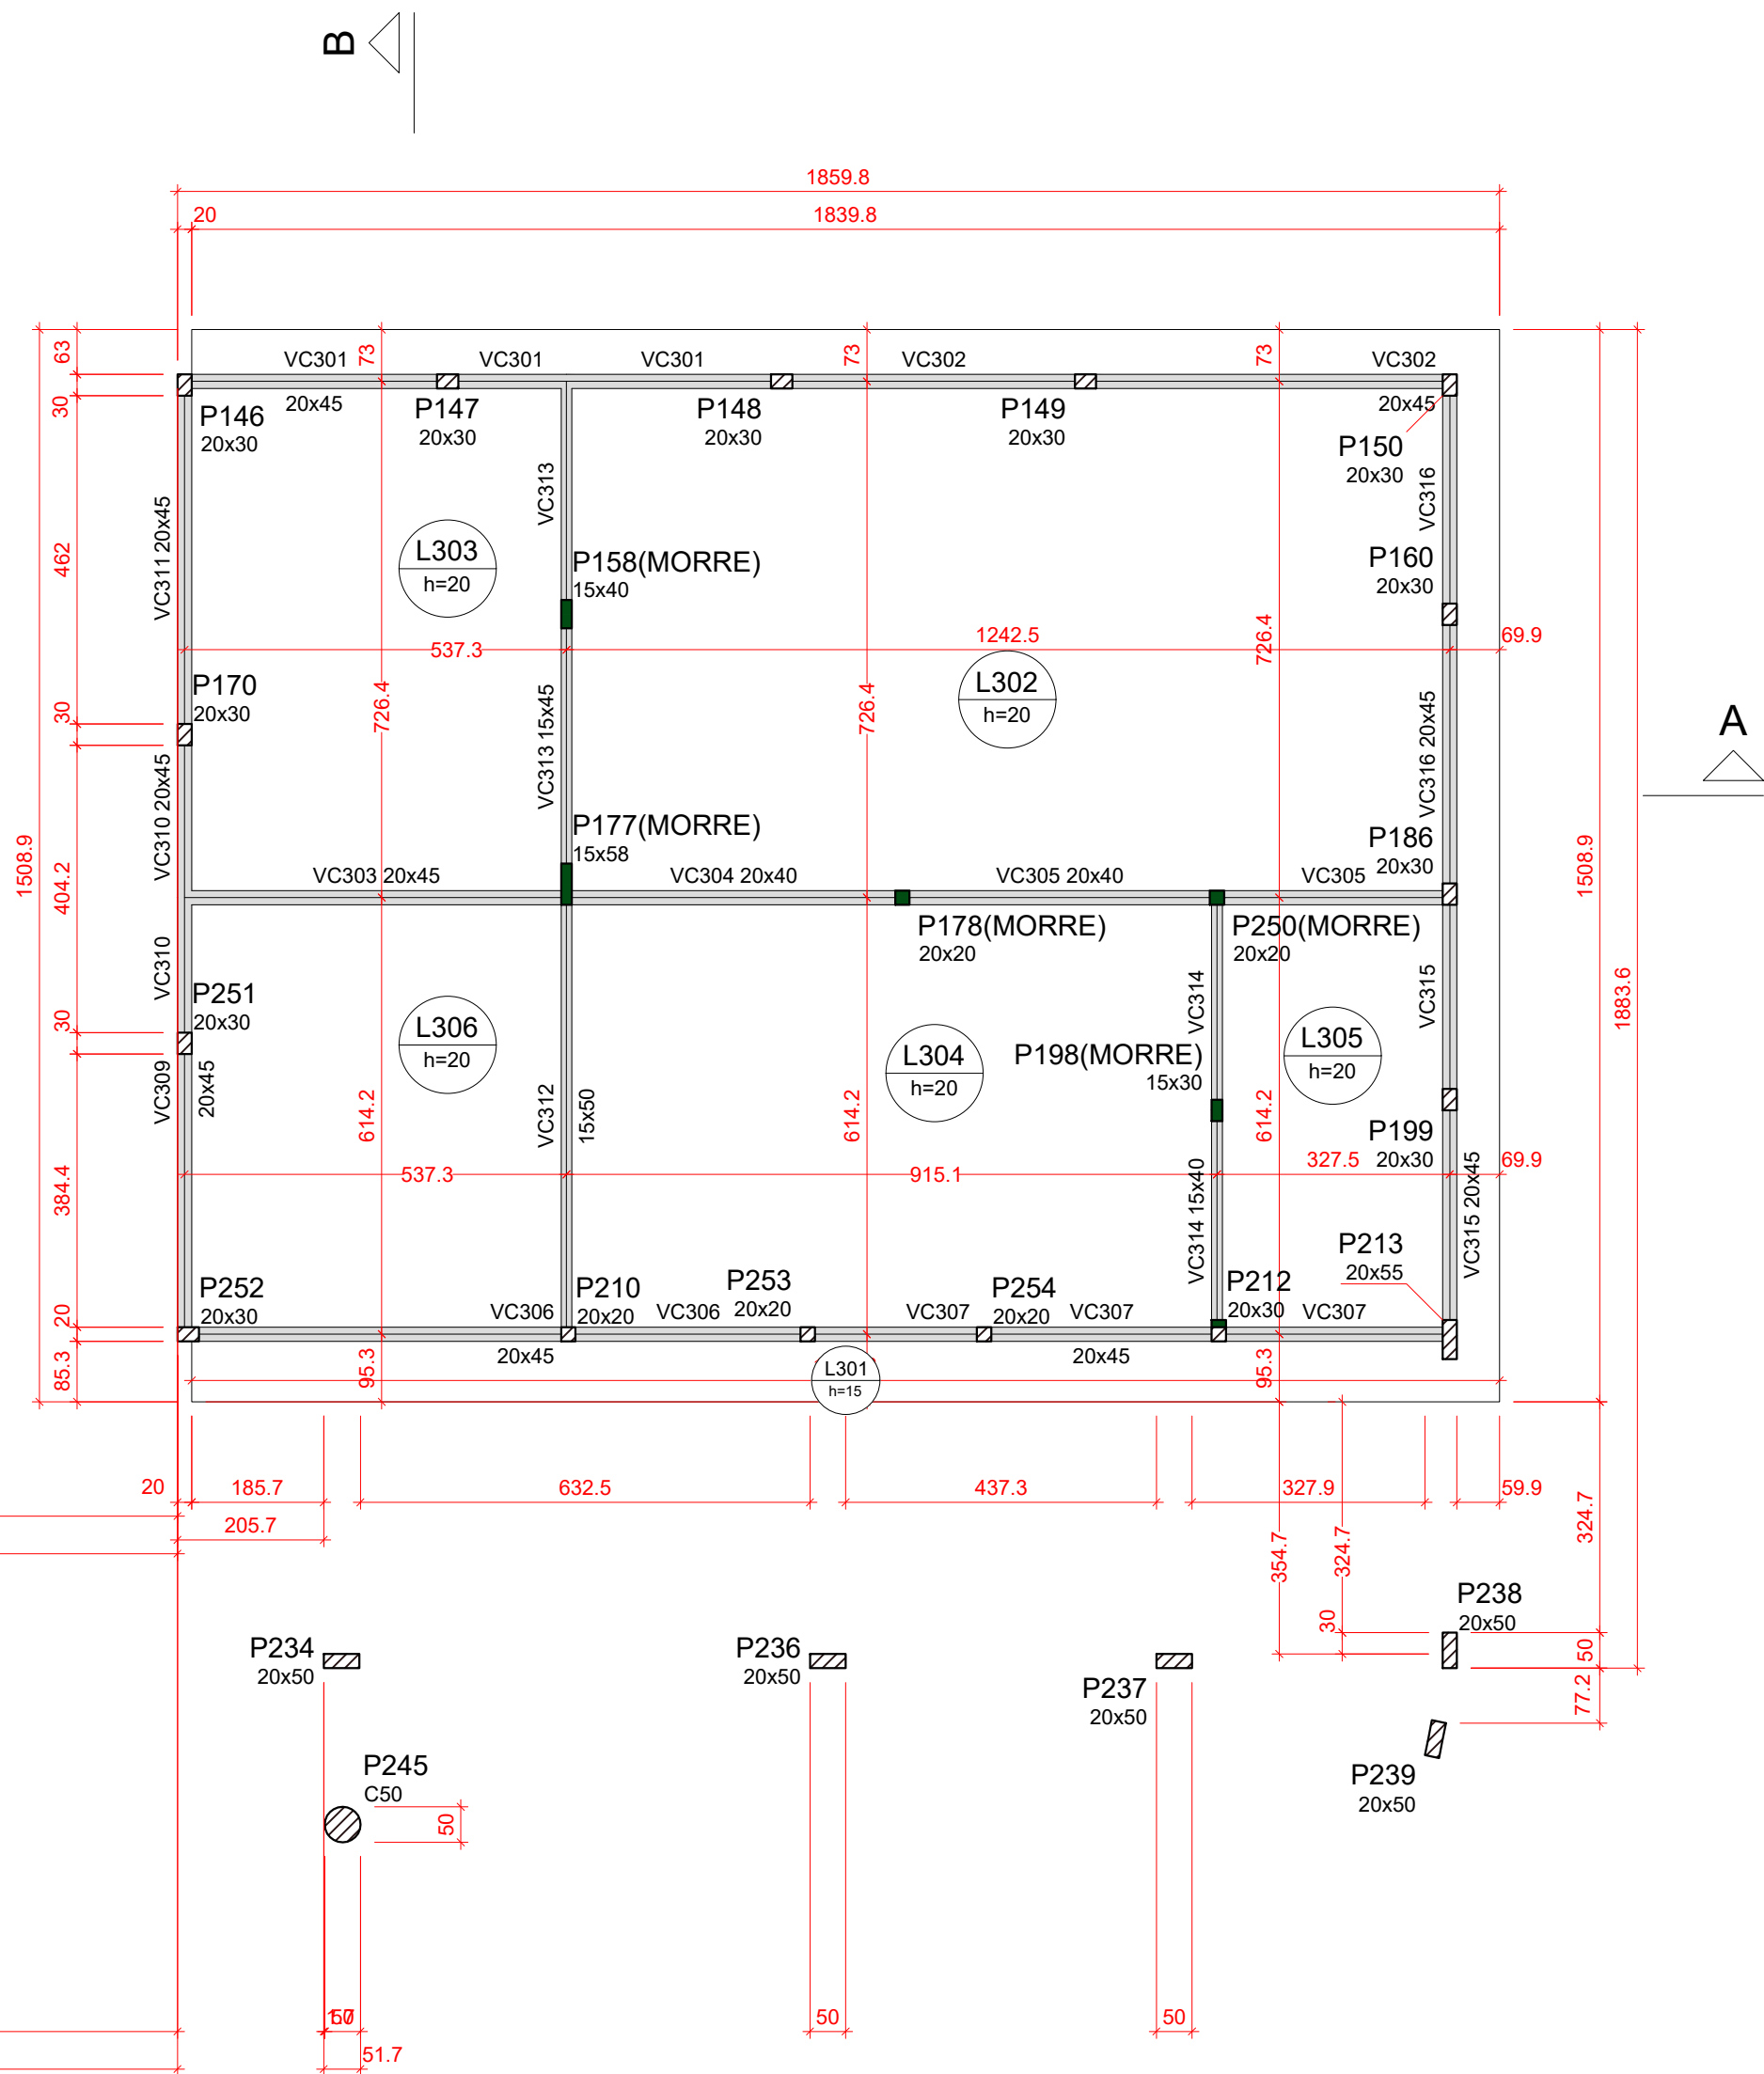 B
1859.8
20
1839.8
63
VC301
73
VC301
VC301
73
VC302
73
VC302
30
P146
20x30
20x45
P147
20x30
P148
20x30
P149
20x30
20x45
P150
20x30
VC311 20x45
462
VC313
VC316
L303
h=20
P158(MORRE)
15x40
P160
20x30
537.3
1242.5
726.4
69.9
P170
20x30
30
726.4
726.4
L302
h=20
VC313 15x45
VC316 20x45
A
VC310 20x45
P177(MORRE)
15x58
P186
20x30
1508.9
404.2
VC303 20x45
VC304 20x40
VC305 20x40
VC305
1508.9
P178(MORRE)
20x20
P250(MORRE)
20x20
VC310
VC314
VC315
1883.6
P251
20x30
30
L306
h=20
L304
h=20
P198(MORRE)
15x30
L305
h=20
VC309
20x45
614.2
VC312
15x50
614.2
614.2
P199
20x30
384.4
537.3
915.1
327.5
69.9
VC314 15x40
VC315 20x45
P213
20x55
P252
20x30
20
VC306
P210
20x20
VC306
P253
20x20
VC307
P254
20x20
VC307
P212
20x30
VC307
85.3
95.3
20x45
L301
h=15
20x45
95.3
20
185.7
632.5
437.3
327.9
59.9
205.7
354.7
324.7
324.7
P238
20x50
30
50
P234
20x50
P236
20x50
P237
20x50
77.2
P245
C50
50
P239
20x50
50
50
51.7